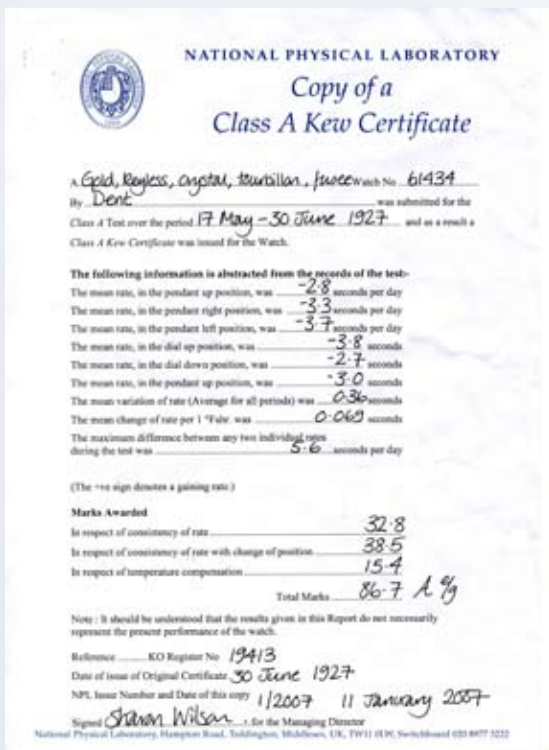 NATIONAL PHYSICAL LABORATORY
Copy of a
Class A Kew Certificate
A Gold, Keyless, crystal, tourbillon, fusee Watch No 61434
By Dent was submitted for the
Class A Test over the period 17 May - 30 June 1927 and as a result a
Class A Kew Certificate was issued for the Watch.
The following information is abstracted from the records of the test:-
The mean rate, in the pendant up position, was -2.8 seconds per day
The mean rate, in the pendant right position, was -3.3 seconds per day
The mean rate, in the pendant left position, was -3.7 seconds per day
The mean rate, in the dial up position, was -3.8 seconds
The mean rate, in the dial down position, was -2.7 seconds
The mean rate, in the pendant up position, was -3.0 seconds
The mean variation of rate (Average for all periods) was 0.36 seconds
The mean change of rate per 1 °Fahr. was 0.069 seconds
The maximum difference between any two individual rates
during the test was 5.6 seconds per day
(The +ve sign denotes a gaining rate.)
Marks Awarded
In respect of consistency of rate 32.8
In respect of consistency of rate with change of position 38.5
In respect of temperature compensation 15.4
Total Marks 86.7 A
Note : It should be understood that the results given in this Report do not necessarily
represent the present performance of the watch.
Reference KO Register No 19413
Date of issue of Original Certificate 30 June 1927
NPL Issue Number and Date of this copy 1/2007 11 January 2007
Signed Sharon Wilson , for the Managing Director
National Physical Laboratory, Hampton Road, Teddington, Middlesex, UK, TW11 0LW, Switchboard 020 8977 3222